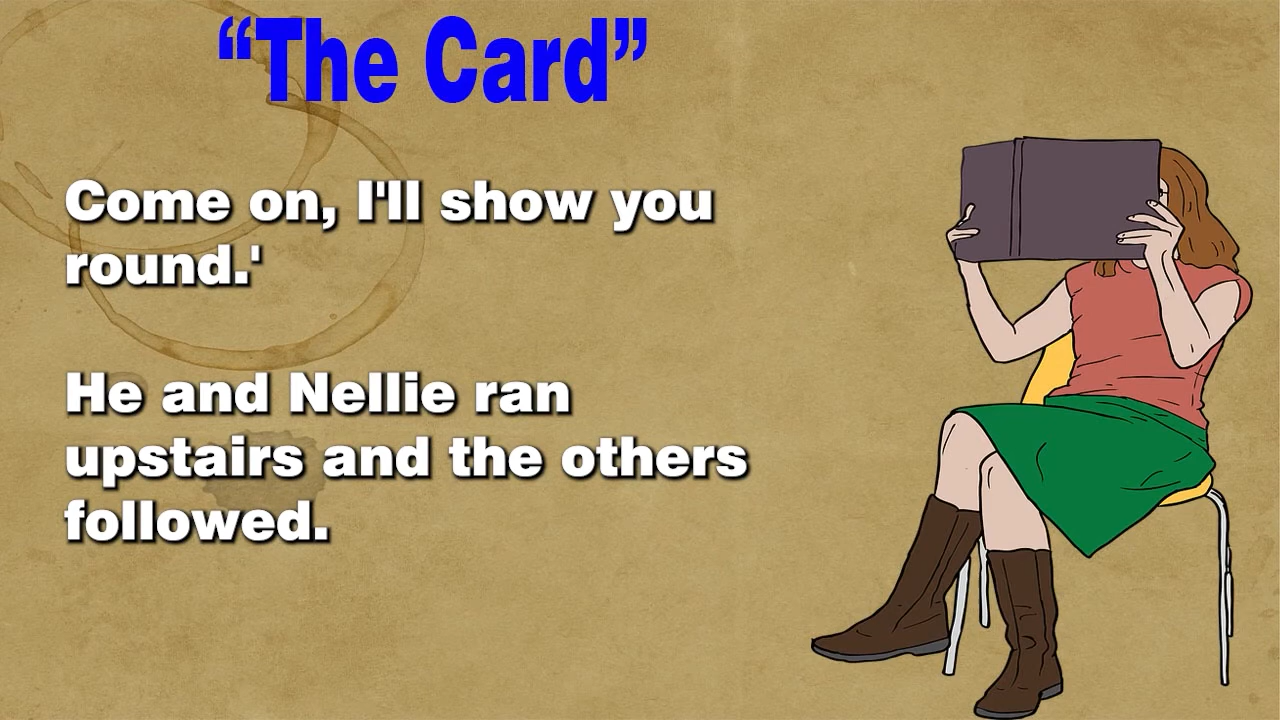 “The Card”
Come on, I'll show you
round.'
He and Nellie ran
upstairs and the others
followed.